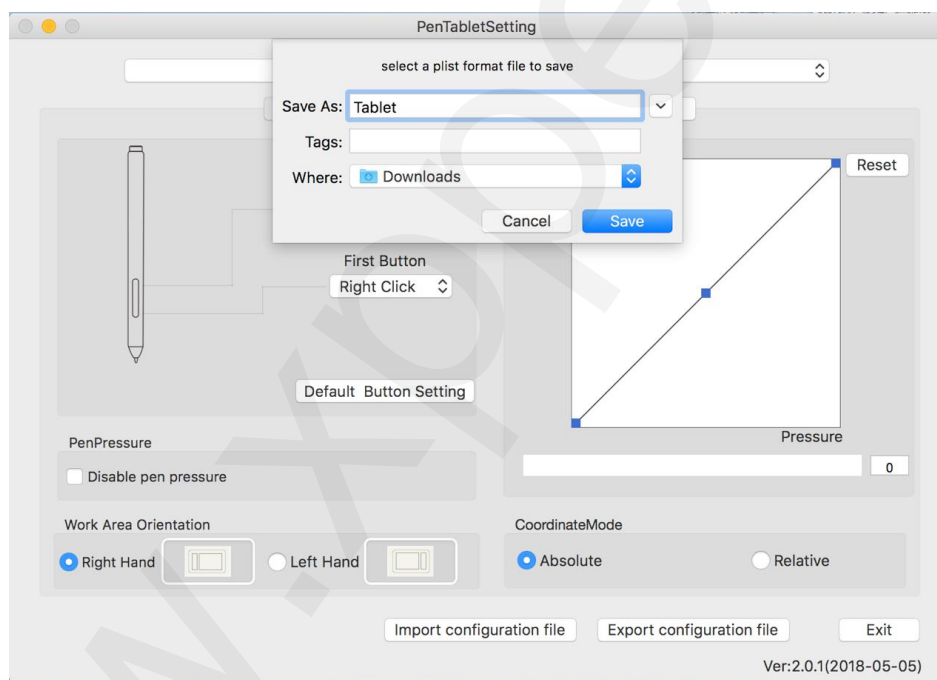 PenTabletSetting
select a plist format file to save
Save As: Tablet
Tags:
Where: Downloads
Cancel Save
Reset
First Button
Right Click
Default Button Setting
Pressure
0
PenPressure
Disable pen pressure
Work Area Orientation
Right Hand Left Hand
CoordinateMode
Absolute Relative
Import configuration file Export configuration file Exit
Ver:2.0.1(2018-05-05)